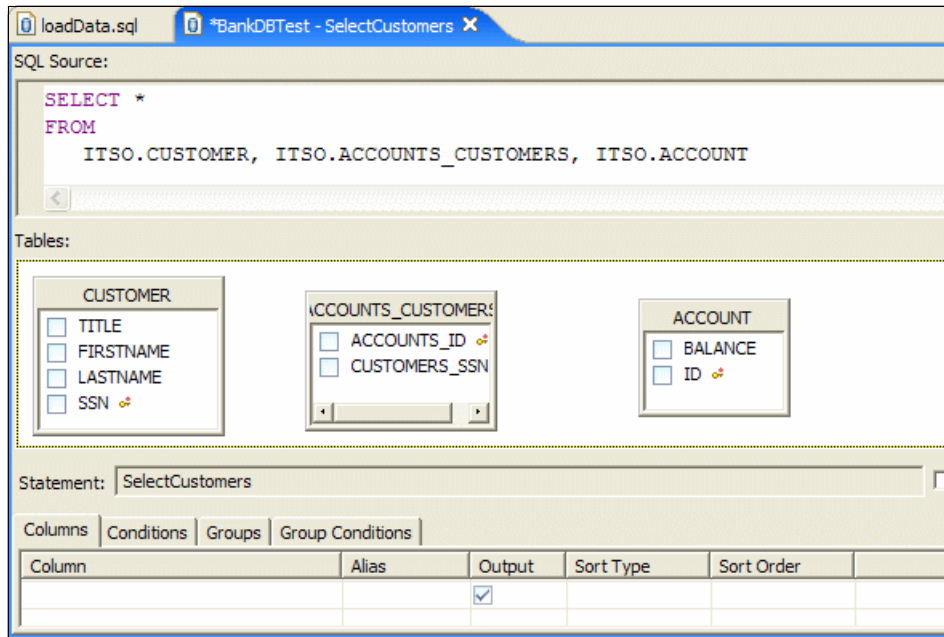 loadData.sql *BankDBTest - SelectCustomers
SQL Source:
SELECT *
FROM
ITSO.CUSTOMER, ITSO.ACCOUNTS_CUSTOMERS, ITSO.ACCOUNT
Tables:
CUSTOMER
TITLE
FIRSTNAME
LASTNAME
SSN
ACCOUNTS_CUSTOMERS
ACCOUNTS_ID
CUSTOMERS_SSN
ACCOUNT
BALANCE
ID
Statement: SelectCustomers
Columns Conditions Groups Group Conditions
Column Alias Output Sort Type Sort Order